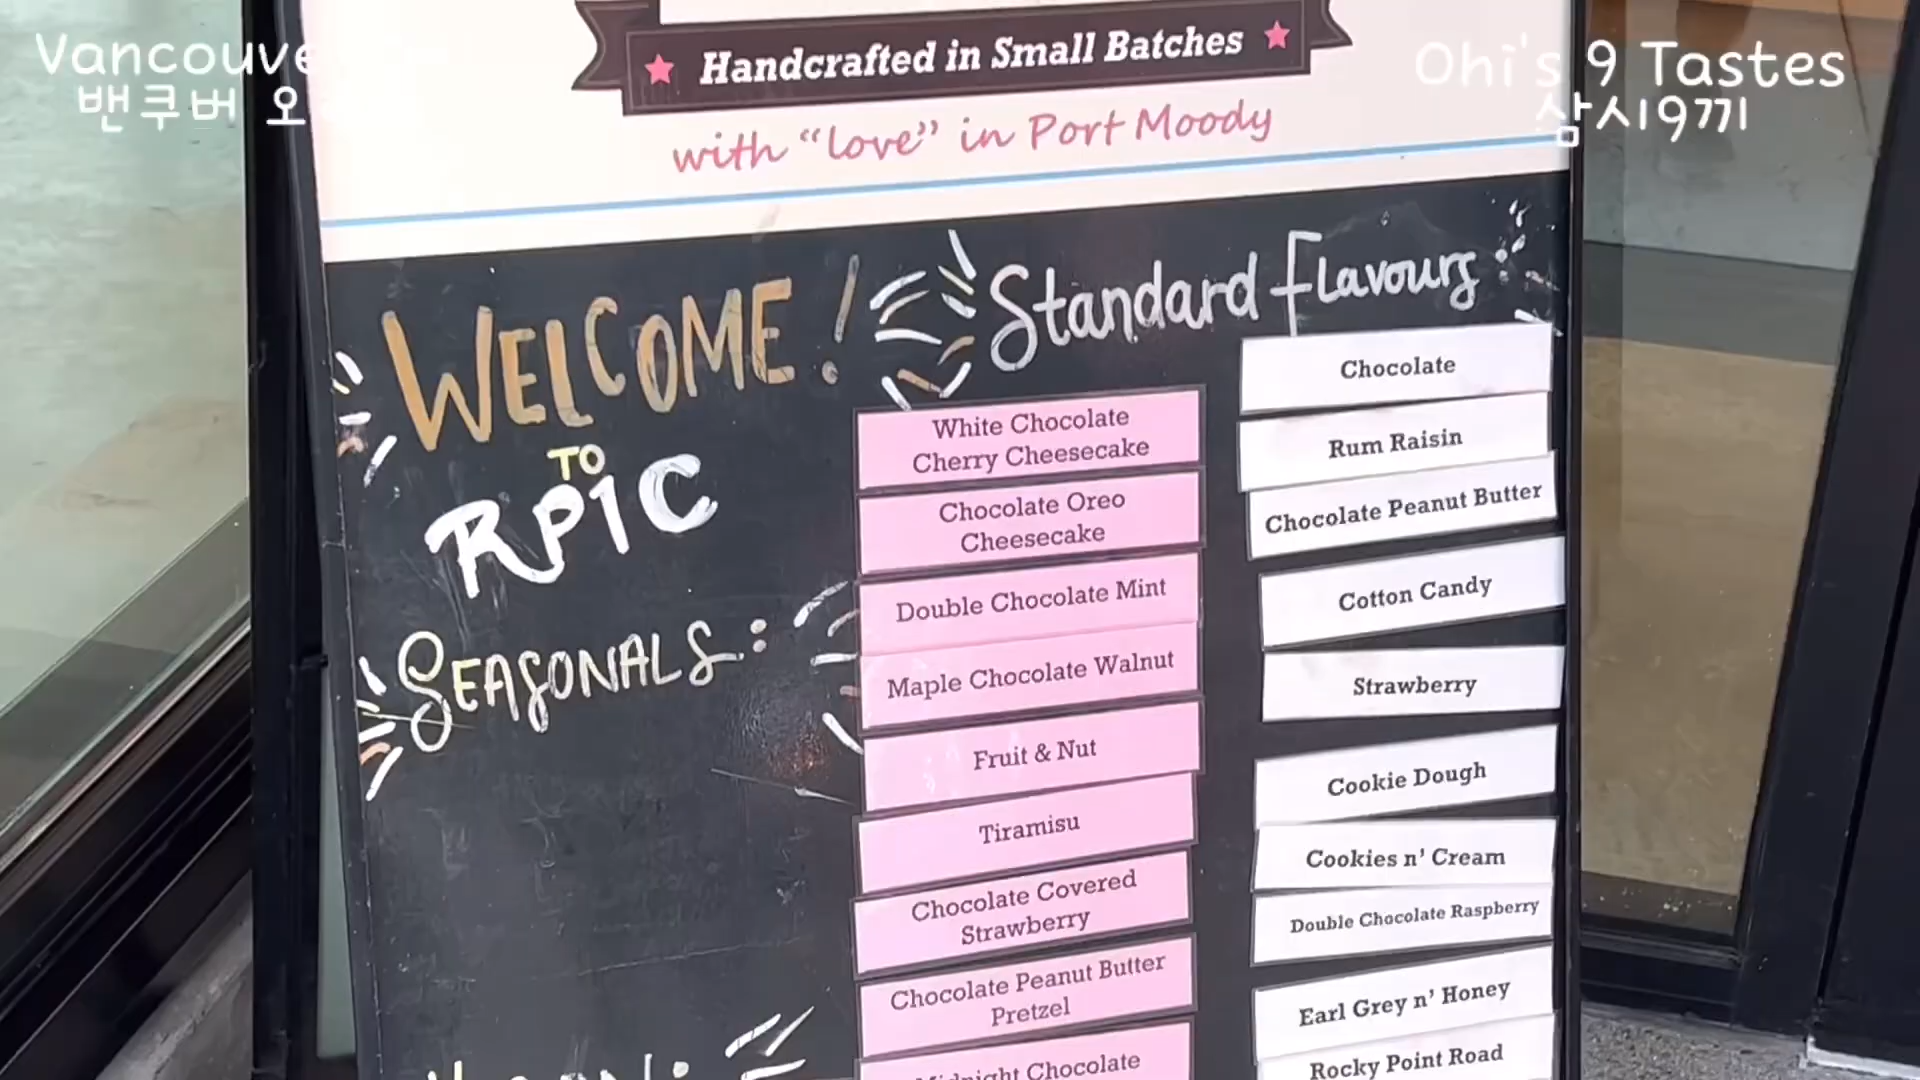 Vancouve
밴쿠버 오
Ohi's 9 Tastes
삼시9끼
Handcrafted in Small Batches
with “love” in Port Moody
WELCOME!
TO
RPIC
SEASONALS:
Standard flavours:
White Chocolate
Cherry Cheesecake
Chocolate Oreo
Cheesecake
Double Chocolate Mint
Maple Chocolate Walnut
Fruit & Nut
Tiramisu
Chocolate Covered
Strawberry
Chocolate Peanut Butter
Pretzel
Midnight Chocolate
Chocolate
Rum Raisin
Chocolate Peanut Butter
Cotton Candy
Strawberry
Cookie Dough
Cookies n’ Cream
Double Chocolate Raspberry
Earl Grey n’ Honey
Rocky Point Road